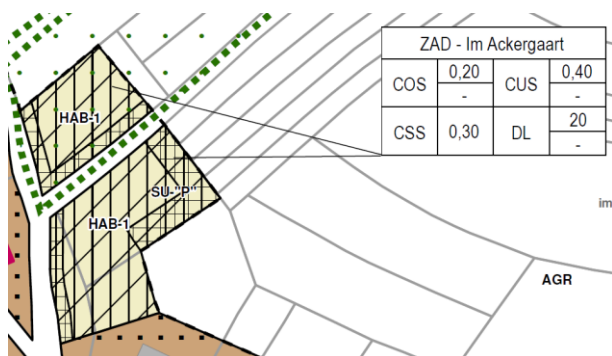 ZAD - Im Ackergaart
COS 0,20 CUS 0,40
- -
CSS 0,30 DL 20
-
HAB-1
SU-"P"
HAB-1
im
AGR